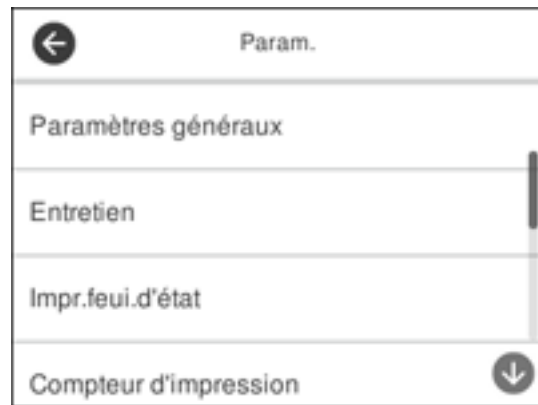 Param.
Paramètres généraux
Entretien
Impr.feui.d'état
Compteur d'impression